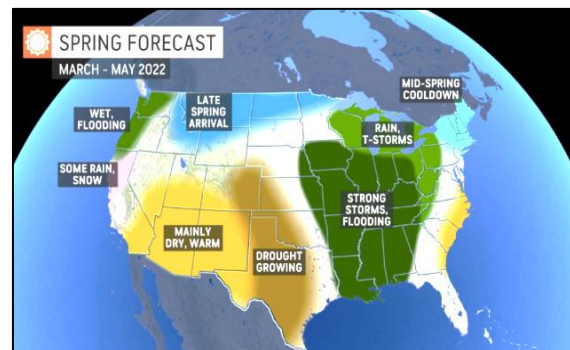 SPRING FORECAST
MARCH - MAY 2022
MID-SPRING
COOLDOWN
LATE
SPRING
ARRIVAL
WET,
FLOODING
RAIN,
T-STORMS
SOME RAIN,
SNOW
STRONG
STORMS,
FLOODING
MAINLY
DRY, WARM
DROUGHT
GROWING